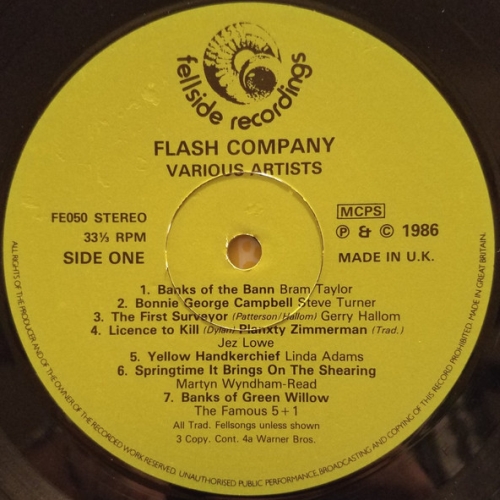 fellside recordings
FLASH COMPANY
VARIOUS ARTISTS
FE050 STEREO
33⅓ RPM
SIDE ONE
MCPS
Ⓟ & © 1986
MADE IN U.K.
1. Banks of the Bann Bram Taylor
2. Bonnie George Campbell Steve Turner
3. The First Surveyor (Patterson/Hallom) Gerry Hallom
4. Licence to Kill (Dylan) Planxty Zimmerman (Trad.)
Jez Lowe
5. Yellow Handkerchief Linda Adams
6. Springtime It Brings On The Shearing
Martyn Wyndham-Read
7. Banks of Green Willow
The Famous 5+1
All Trad. Fellsongs unless shown
3 Copy. Cont. 4a Warner Bros.
ALL RIGHTS OF THE PRODUCER AND OF THE OWNER OF THE RECORDED WORK RESERVED. UNAUTHORISED PUBLIC PERFORMANCE, BROADCASTING AND COPYING OF THIS RECORD PROHIBITED. MADE IN GREAT BRITAIN.